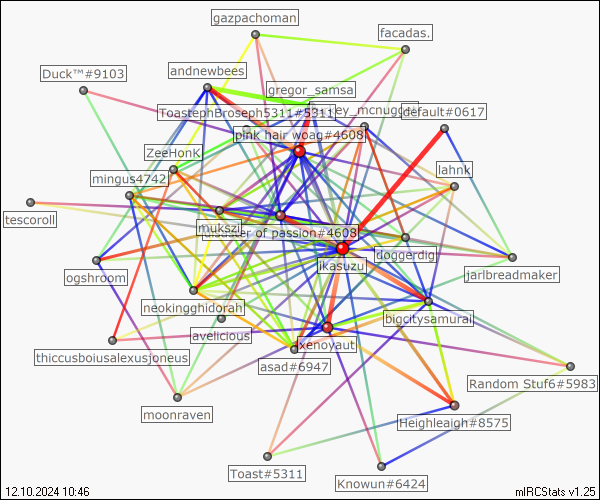 gazpachoman
facadas.
Duck™#9103
andnewbees
gregor_samsa
ToastephBroseph5311#5311
ey_mcnugge
default#0617
pink hair woag#4608
ZeeHonK
mingus4742
lahnk
tescoroll
mukszi
ster of passion#4608
doggerdig
ikasuzu
ogshroom
jarlbreadmaker
neokingghidorah
avelicious
bigcitysamurai
xenoyaut
thiccusboiusalexusjoneus
asad#6947
Random Stuf6#5983
moonraven
Heighleaigh#8575
Toast#5311
Knowun#6424
12.10.2024 10:46
mIRCStats v1.25